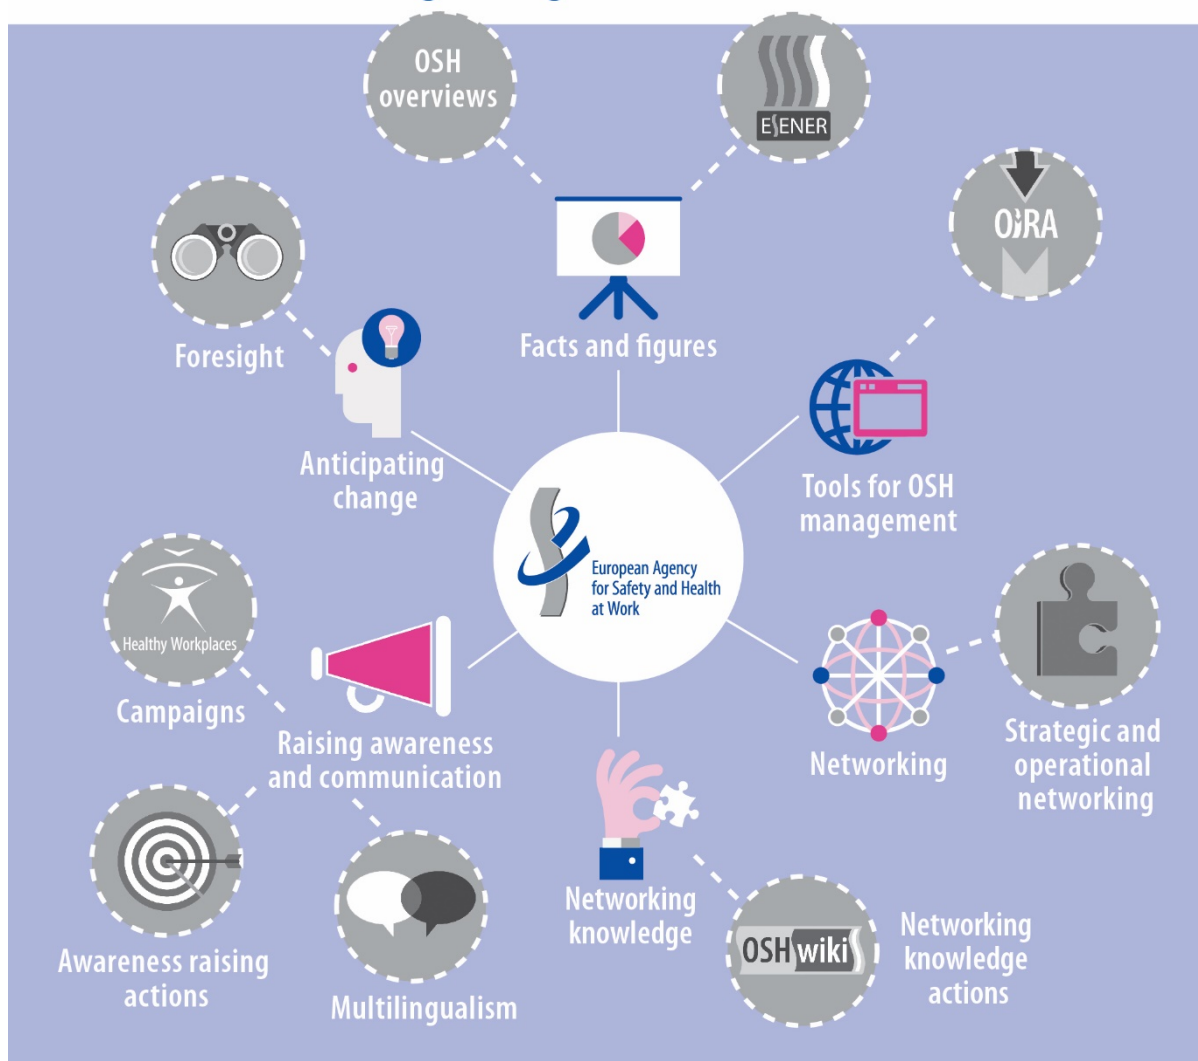 OSH
overviews
ESENER
OiRA
Foresight
Facts and figures
Anticipating
change
Tools for OSH
management
European Agency
for Safety and Health
at Work
Healthy Workplaces
Campaigns
Raising awareness
and communication
Networking
Strategic and
operational
networking
Networking
knowledge
OSHwiki
Networking
knowledge
actions
Awareness raising
actions
Multilingualism